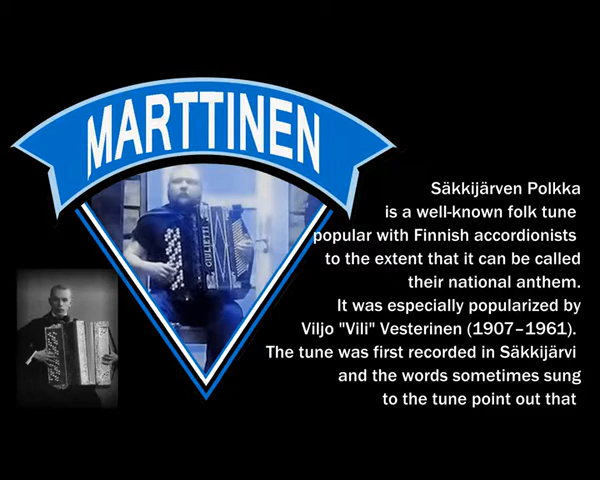 MARTTINEN
GIULIETTI
Säkkijärven Polkka
is a well-known folk tune
popular with Finnish accordionists
to the extent that it can be called
their national anthem.
It was especially popularized by
Viljo "Vili" Vesterinen (1907–1961).
The tune was first recorded in Säkkijärvi
and the words sometimes sung
to the tune point out that